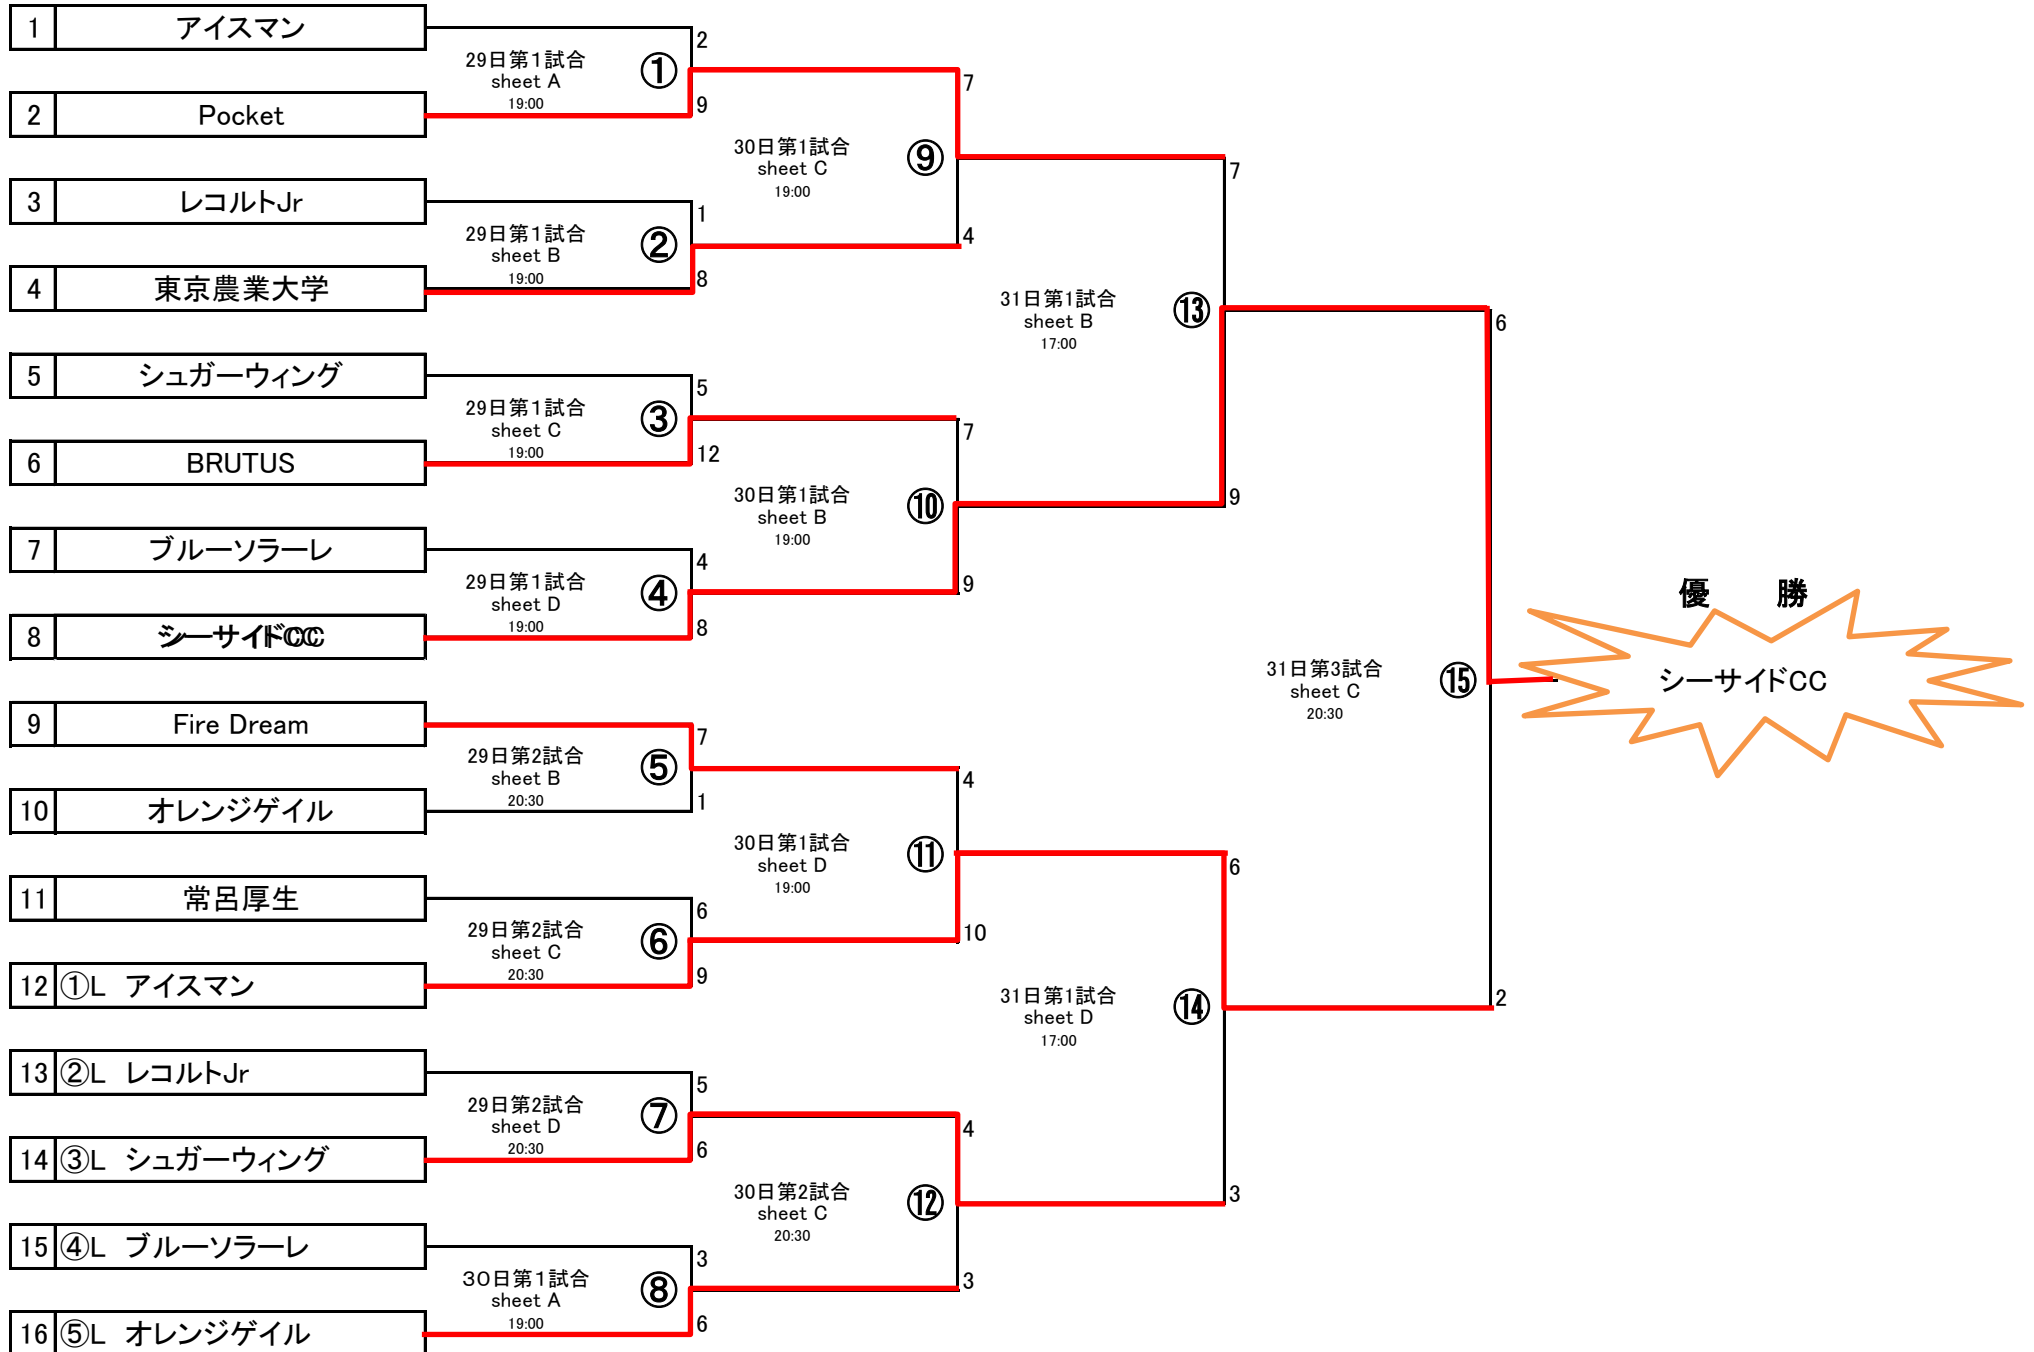 1 アイスマン
2
29日第1試合
sheet A
19:00
①
9
2 Pocket
7
30日第1試合
sheet C
19:00
⑨
7
3 レコルトJr
1
29日第1試合
sheet B
19:00
②
4
8
4 東京農業大学
31日第1試合
sheet B
17:00
⑬
6
5 シュガーウィング
5
29日第1試合
sheet C
19:00
③
7
12
6 BRUTUS
30日第1試合
sheet B
19:00
⑩
9
7 ブルーソラーレ
4
29日第1試合
sheet D
19:00
④
9
8
8 シーサイドCC
優 勝
シーサイドCC
31日第3試合
sheet C
20:30
⑮
9 Fire Dream
7
29日第2試合
sheet B
20:30
⑤
4
1
10 オレンジゲイル
30日第1試合
sheet D
19:00
⑪
6
11 常呂厚生
6
29日第2試合
sheet C
20:30
⑥
10
9
12 ①L アイスマン
31日第1試合
sheet D
17:00
⑭
2
13 ②L レコルトJr
5
29日第2試合
sheet D
20:30
⑦
4
6
14 ③L シュガーウィング
30日第2試合
sheet C
20:30
⑫
3
15 ④L ブルーソラーレ
3
30日第1試合
sheet A
19:00
⑧
3
6
16 ⑤L オレンジゲイル